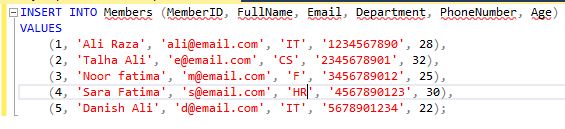 INSERT INTO Members (MemberID, FullName, Email, Department, PhoneNumber, Age)
VALUES
(1, 'Ali Raza', 'ali@email.com', 'IT', '1234567890', 28),
(2, 'Talha Ali', 'e@email.com', 'CS', '2345678901', 32),
(3, 'Noor fatima', 'm@email.com', 'F', '3456789012', 25),
(4, 'Sara Fatima', 's@email.com', 'HR', '4567890123', 30),
(5, 'Danish Ali', 'd@email.com', 'IT', '5678901234', 22);